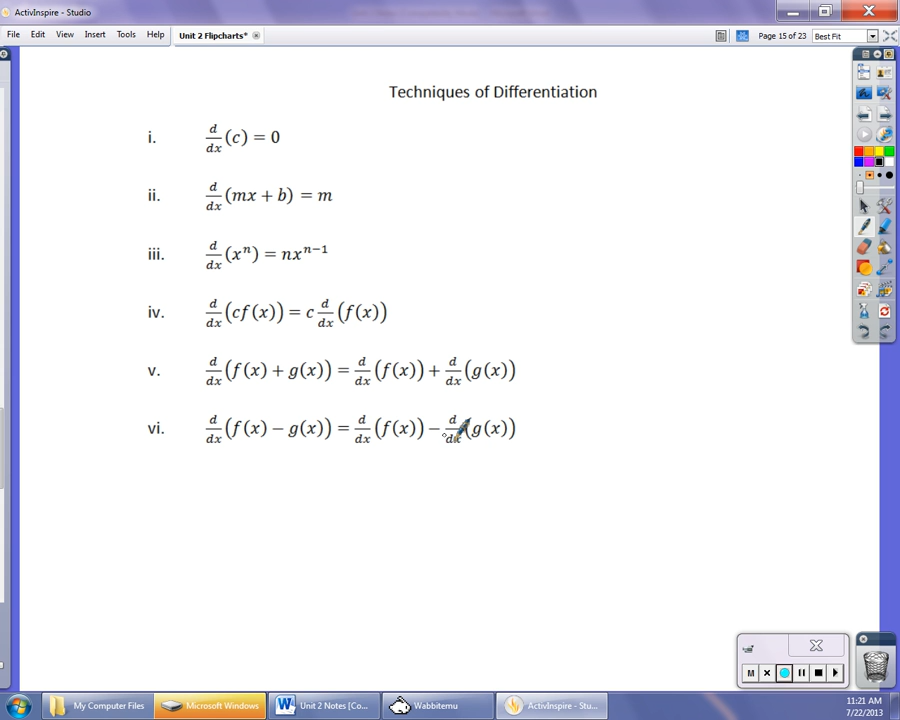 ActivInspire - Studio
File Edit View Insert Tools Help Unit 2 Flipcharts* Page 15 of 23 Best Fit
Techniques of Differentiation
i. d/dx (c) = 0
ii. d/dx (mx + b) = m
iii. d/dx (xⁿ) = nxⁿ⁻¹
iv. d/dx (cf(x)) = c d/dx (f(x))
v. d/dx (f(x) + g(x)) = d/dx (f(x)) + d/dx (g(x))
vi. d/dx (f(x) − g(x)) = d/dx (f(x)) − d/dx (g(x))
M
My Computer Files Microsoft Windows Unit 2 Notes [Co... Wabbitemu ActivInspire - Stu...
11:21 AM
7/22/2013